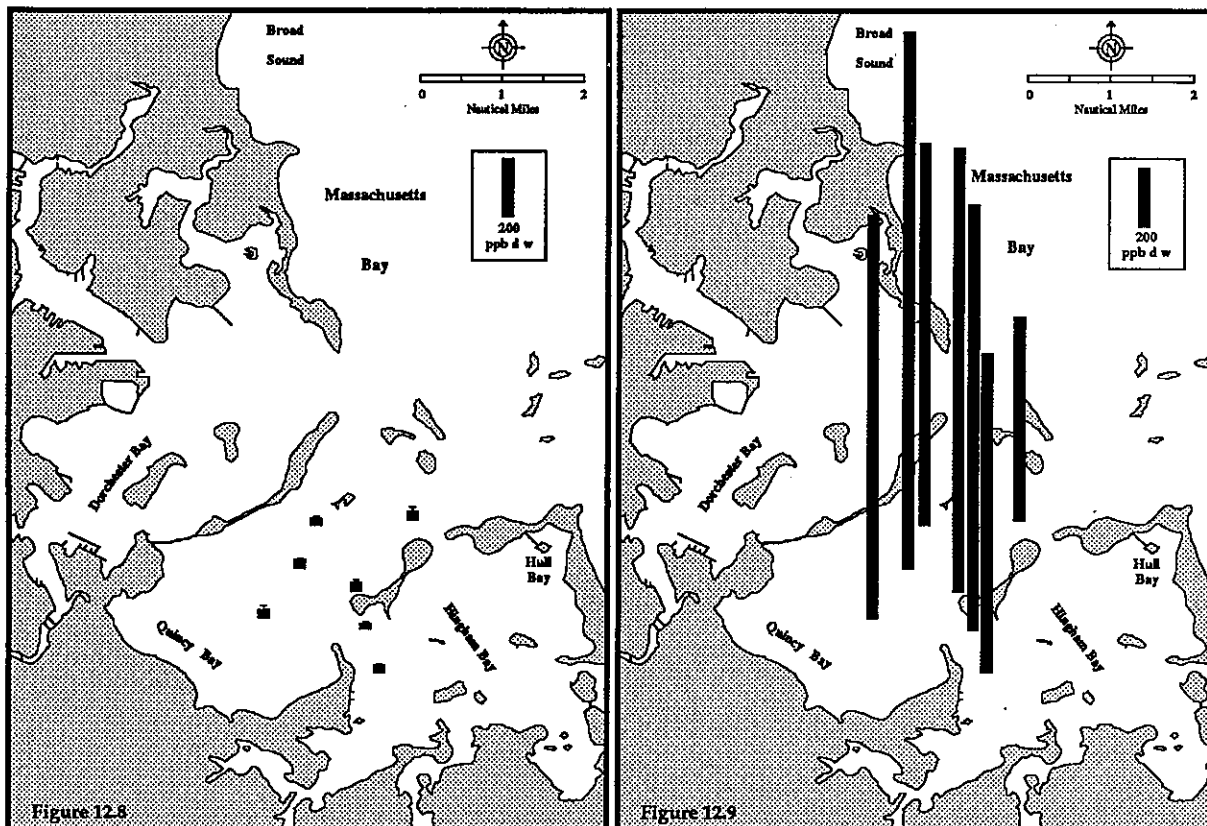 Broad
Sound
N
0 1 2
Nautical Miles
Massachusetts
Bay
200
ppb d w
Dorchester Bay
Quincy Bay
Hull
Bay
Hingham Bay
Figure 12.8
Broad
Sound
N
0 1 2
Nautical Miles
Massachusetts
Bay
200
ppb d w
Dorchester Bay
Quincy Bay
Hull
Bay
Hingham Bay
Figure 12.9